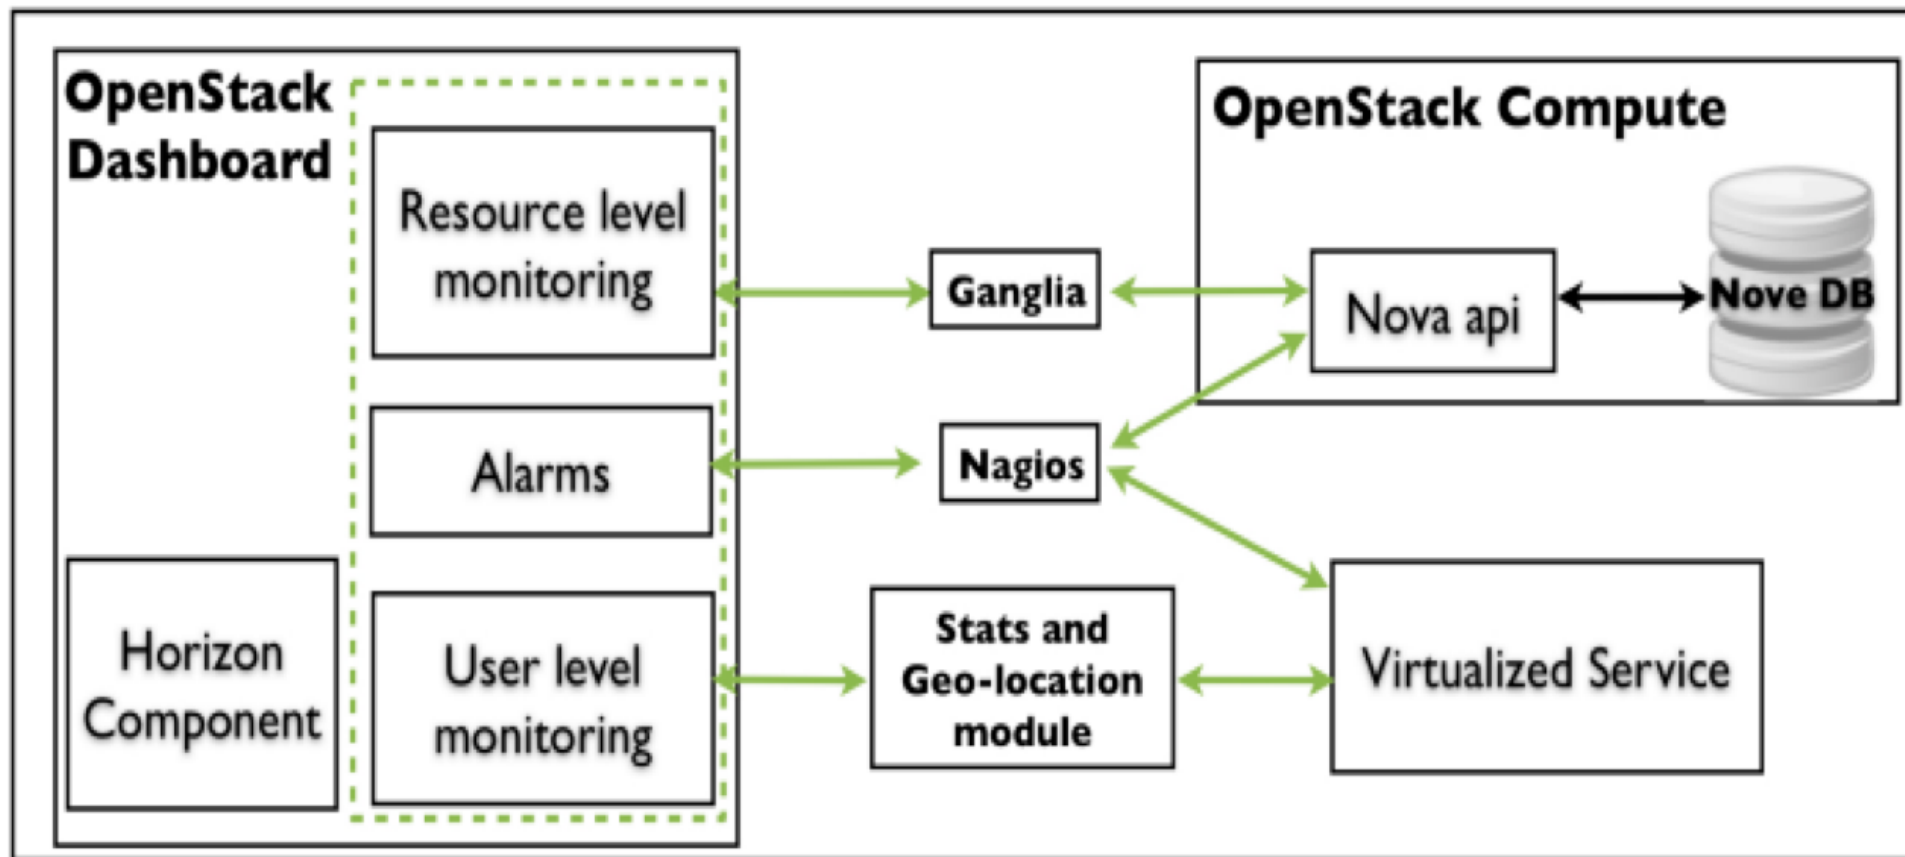 OpenStack
Dashboard
Resource level
monitoring
Alarms
Horizon
Component
User level
monitoring
Ganglia
Nagios
Stats and
Geo-location
module
OpenStack Compute
Nova api
Nove DB
Virtualized Service